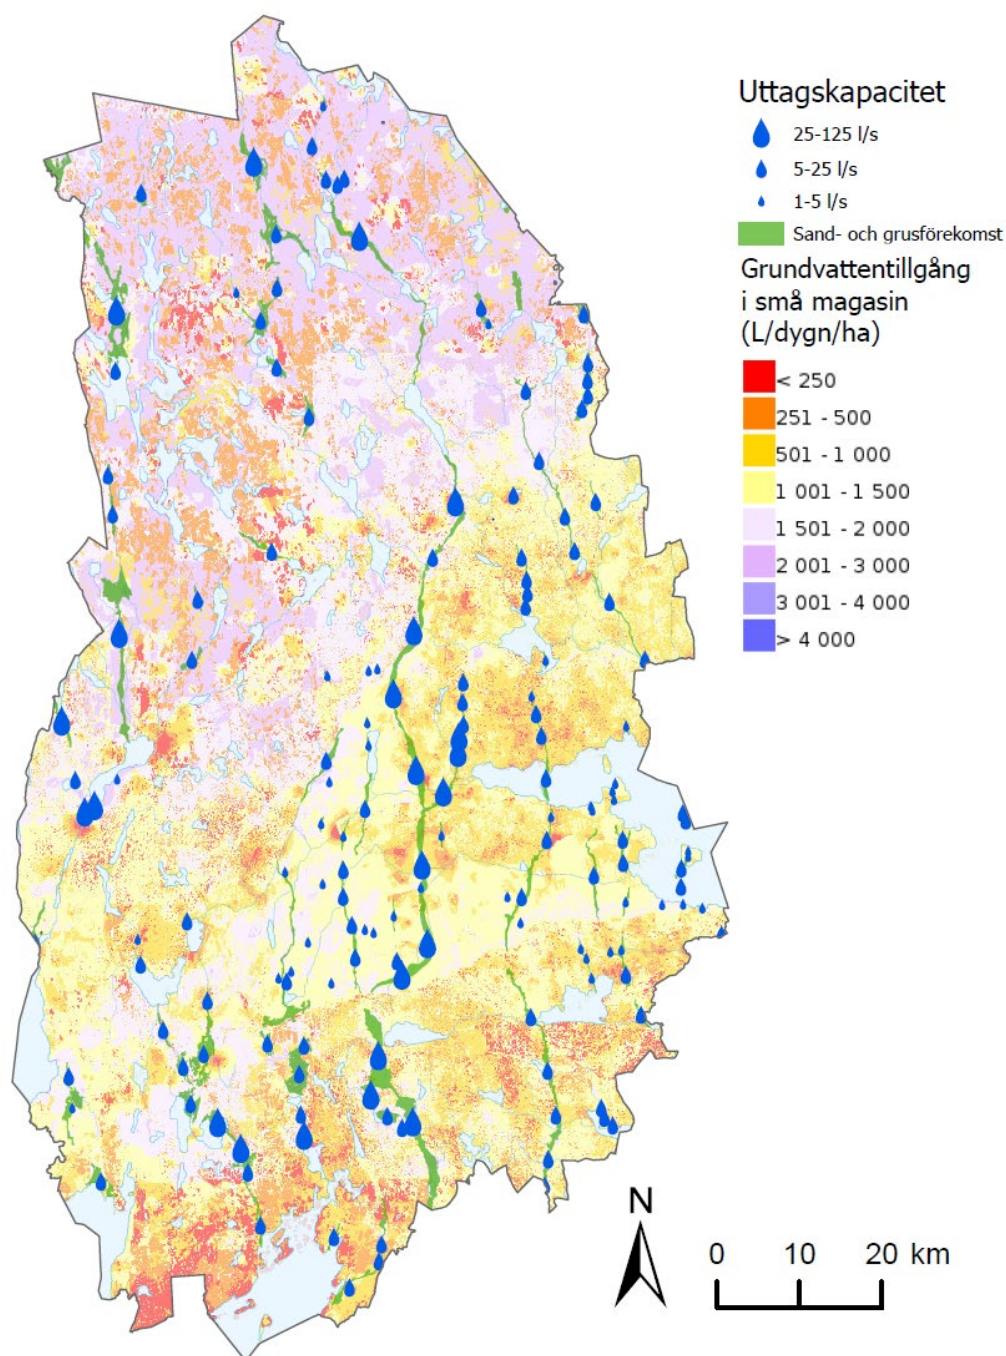 Uttagskapacitet
25-125 l/s
5-25 l/s
1-5 l/s
Sand- och grusförekomst
Grundvattentillgång
i små magasin
(L/dygn/ha)
< 250
251 - 500
501 - 1 000
1 001 - 1 500
1 501 - 2 000
2 001 - 3 000
3 001 - 4 000
> 4 000
N
0 10 20 km